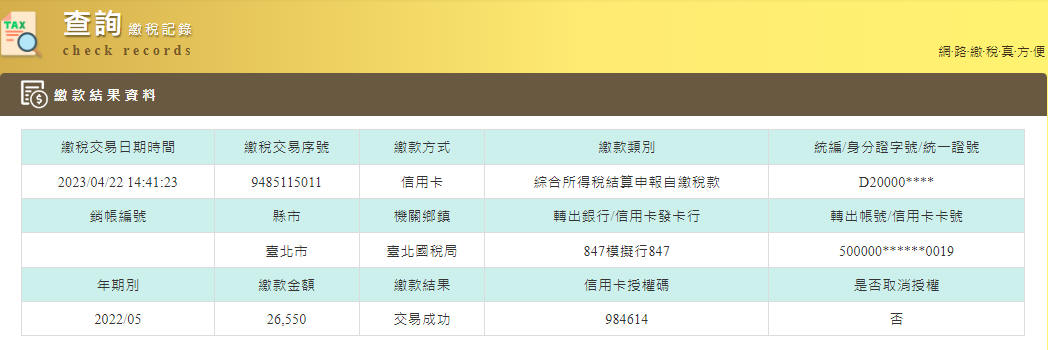 TAX
查詢 繳稅記錄
check records
網‧路‧繳‧稅‧真‧方‧便
繳款結果資料
繳稅交易日期時間 繳稅交易序號 繳款方式 繳款類別 統編/身分證字號/統一證號
2023/04/22 14:41:23 9485115011 信用卡 綜合所得稅結算申報自繳稅款 D20000****
銷帳編號 縣市 機關鄉鎮 轉出銀行/信用卡發卡行 轉出帳號/信用卡卡號
臺北市 臺北國稅局 847模擬行847 500000******0019
年期別 繳款金額 繳款結果 信用卡授權碼 是否取消授權
2022/05 26,550 交易成功 984614 否